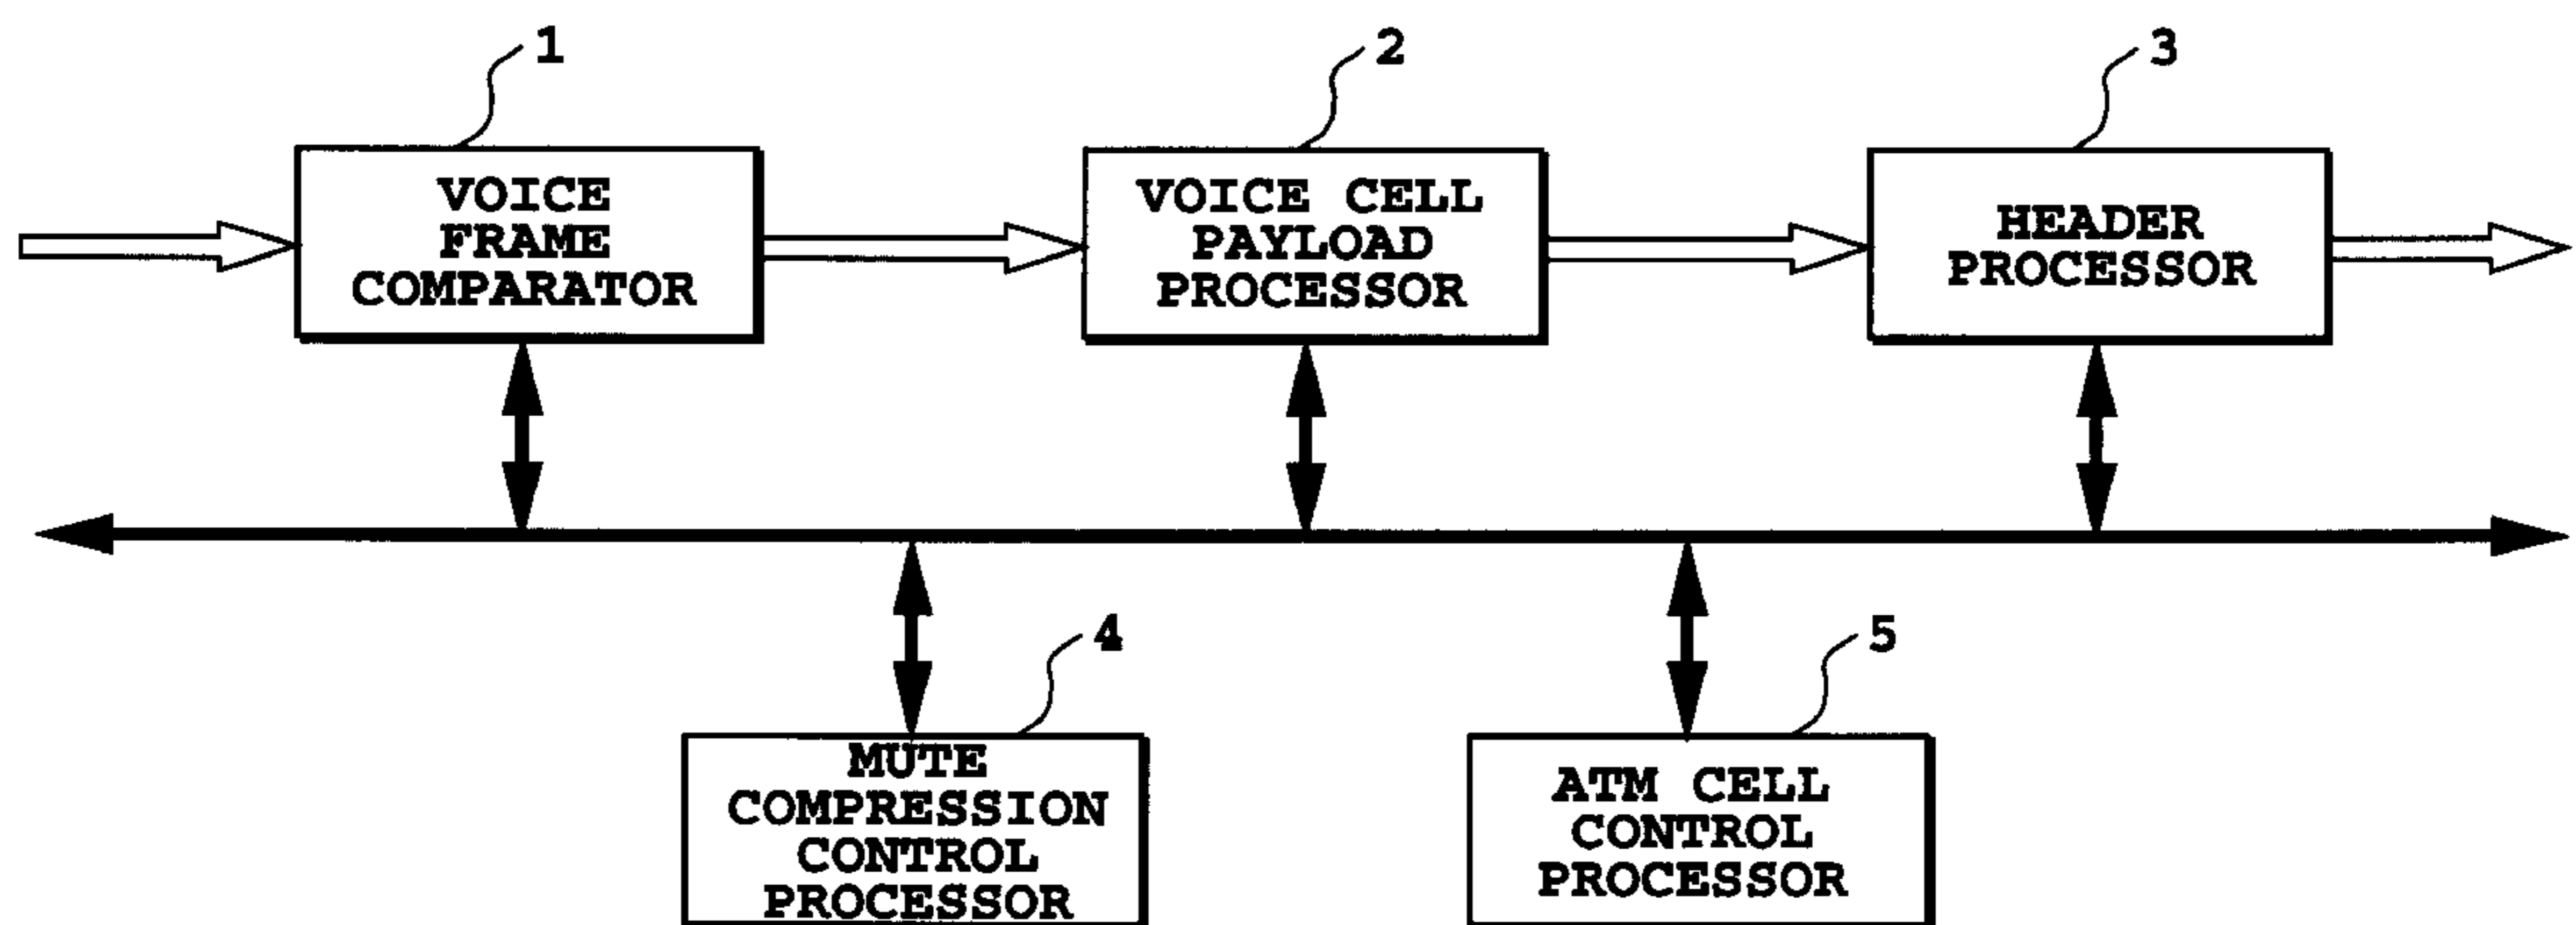 1
2
3
VOICE
FRAME
COMPARATOR
VOICE CELL
PAYLOAD
PROCESSOR
HEADER
PROCESSOR
4
5
MUTE
COMPRESSION
CONTROL
PROCESSOR
ATM CELL
CONTROL
PROCESSOR